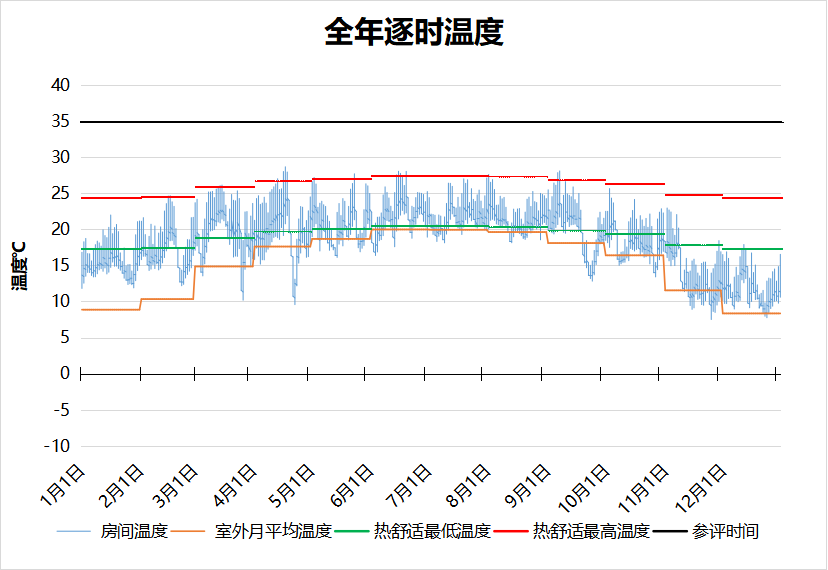 全年逐时温度
40
35
30
25
20
15
10
5
0
-5
-10
温度℃
1月1日
2月1日
3月1日
4月1日
5月1日
6月1日
7月1日
8月1日
9月1日
10月1日
11月1日
12月1日
房间温度 室外月平均温度 热舒适最低温度 热舒适最高温度 参评时间